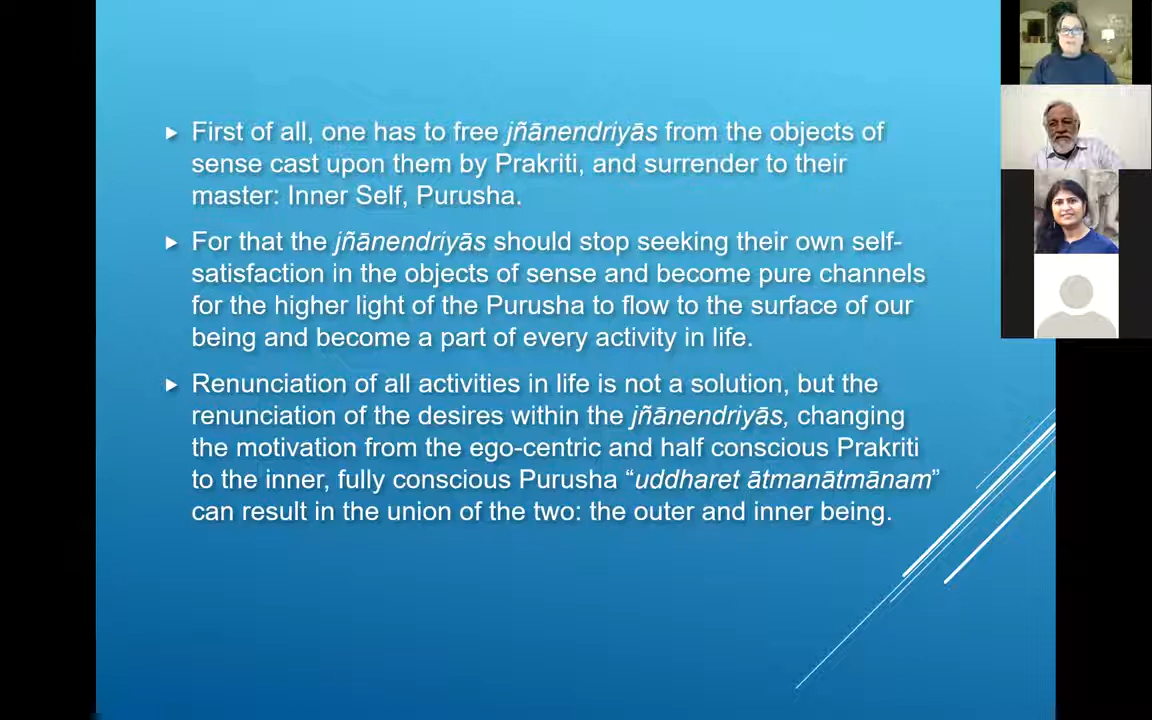 First of all, one has to free jñānendriyās from the objects of
sense cast upon them by Prakriti, and surrender to their
master: Inner Self, Purusha.
For that the jñānendriyās should stop seeking their own self-
satisfaction in the objects of sense and become pure channels
for the higher light of the Purusha to flow to the surface of our
being and become a part of every activity in life.
Renunciation of all activities in life is not a solution, but the
renunciation of the desires within the jñānendriyās, changing
the motivation from the ego-centric and half conscious Prakriti
to the inner, fully conscious Purusha “uddharet ātmanātmānam”
can result in the union of the two: the outer and inner being.